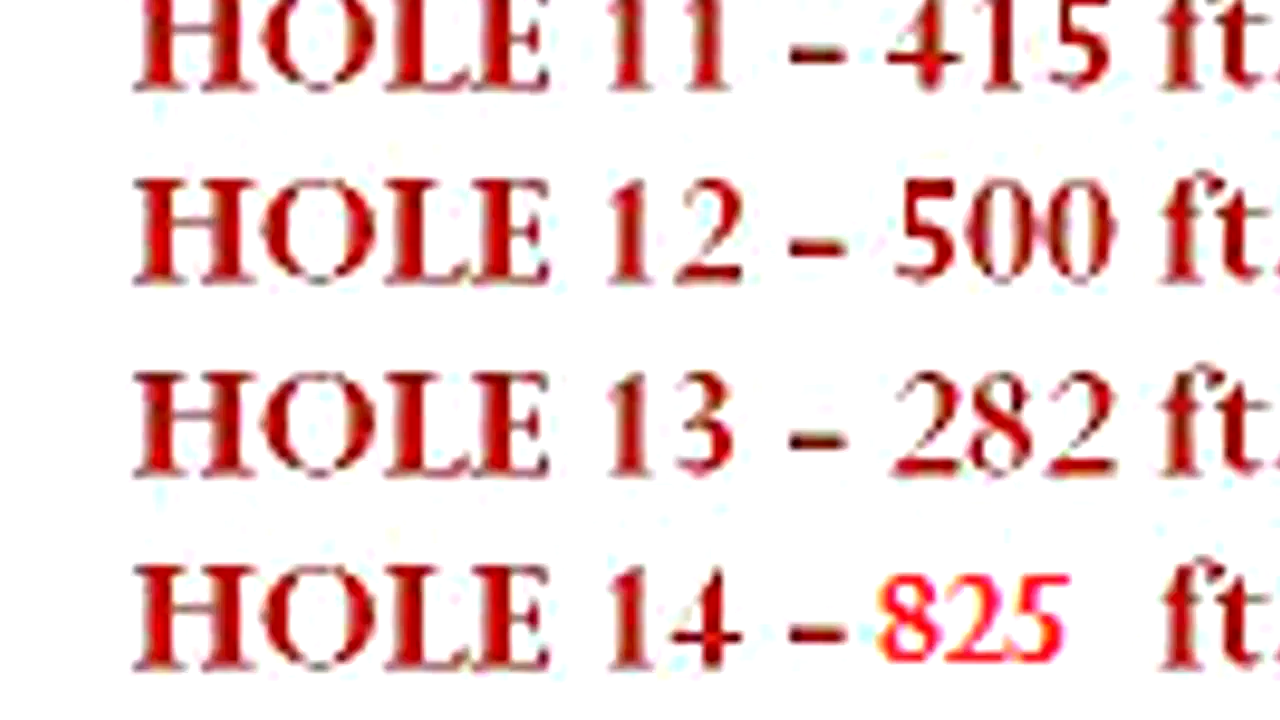 HOLE 11 – 415 ft.
HOLE 12 – 500 ft.
HOLE 13 – 282 ft.
HOLE 14 – 825 ft.